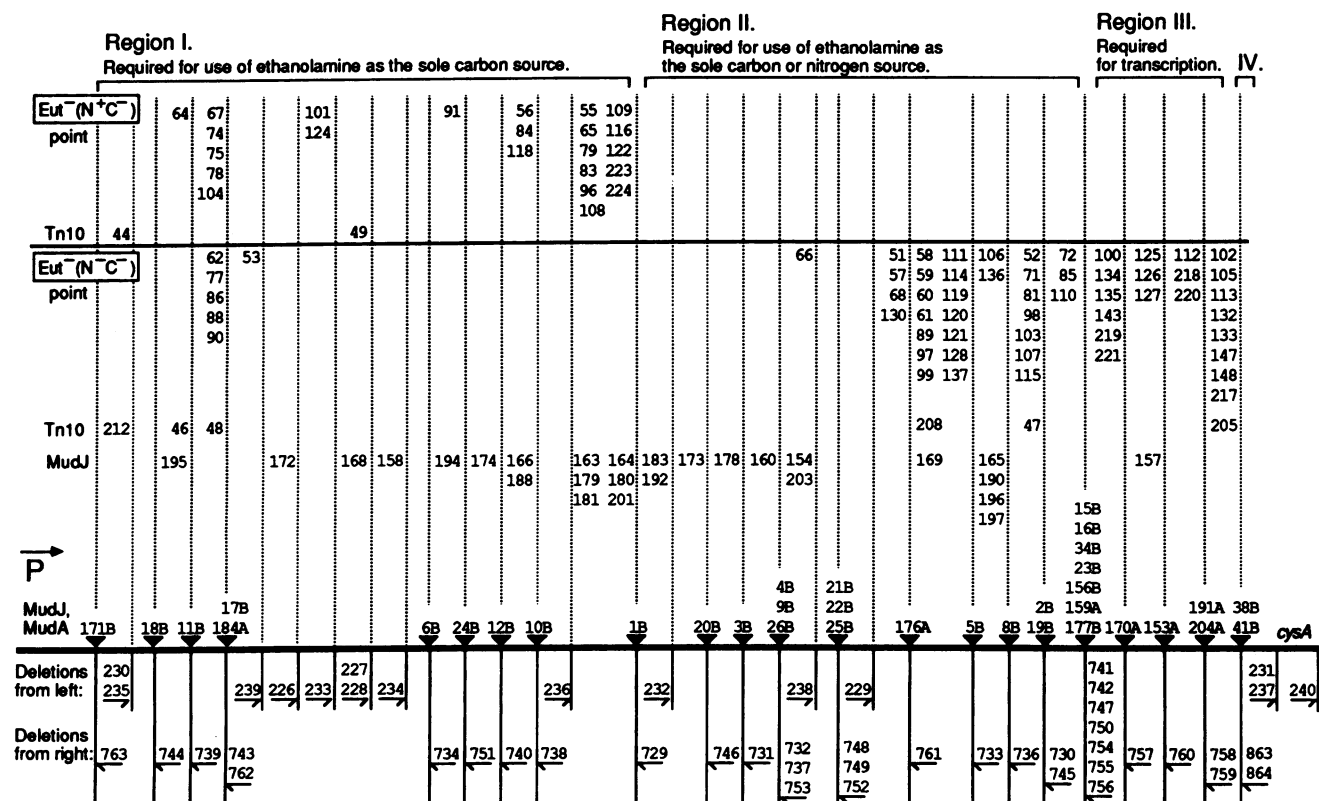 Region I.
Required for use of ethanolamine as the sole carbon source.
Region II.
Required for use of ethanolamine as
the sole carbon or nitrogen source.
Region III.
Required
for transcription.
IV.
Eut⁻(N⁺C⁻) 64 67 101 91 56 55 109
point 74 124 84 65 116
75 118 79 122
78 83 223
104 96 224
108
Tn10 44 49
Eut⁻(N⁻C⁻) 62 53 66 51 58 111 106 52 72 100 125 112 102
77 57 59 114 136 71 85 134 126 218 105
point 86 68 60 119 81 110 135 127 220 113
88 130 61 120 98 143 132
90 89 121 103 219 133
97 128 107 221 147
99 137 115 148
217
Tn10 212 46 48 208 47 205
MudJ 195 172 168 158 194 174 166 163 164 183 173 178 160 154 169 165 157
188 179 180 192 203 190
181 201 196
197
15B
16B
34B
23B
P
4B 21B 156B
MudJ, 17B 9B 22B 2B 159A 191A 38B
MudA 171B 18B 11B 184A 6B 24B 12B 10B 1B 20B 3B 26B 25B 176A 5B 8B 19B 177B 170A 153A 204A 41B cysA
Deletions 230 227 741 231
from left: 235 239 226 233 228 234 236 232 238 229 742 237 240
747
750
Deletions 732 748 754
from right: 763 744 739 743 734 751 740 738 729 746 731 737 749 761 733 736 730 755 757 760 758 863
762 753 752 745 756 759 864